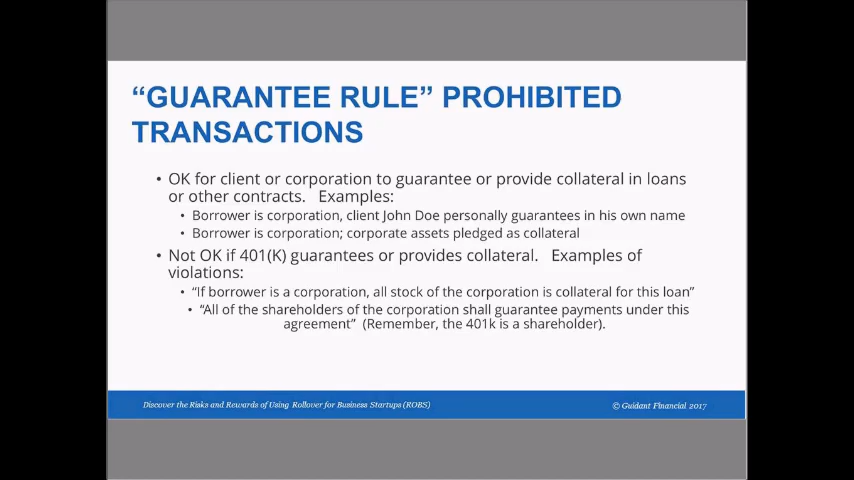 “GUARANTEE RULE” PROHIBITED
TRANSACTIONS
• OK for client or corporation to guarantee or provide collateral in loans
or other contracts. Examples:
• Borrower is corporation, client John Doe personally guarantees in his own name
• Borrower is corporation; corporate assets pledged as collateral
• Not OK if 401(K) guarantees or provides collateral. Examples of
violations:
• “If borrower is a corporation, all stock of the corporation is collateral for this loan”
• “All of the shareholders of the corporation shall guarantee payments under this
agreement” (Remember, the 401k is a shareholder).
Discover the Risks and Rewards of Using Rollover for Business Startups (ROBS)
© Guidant Financial 2017